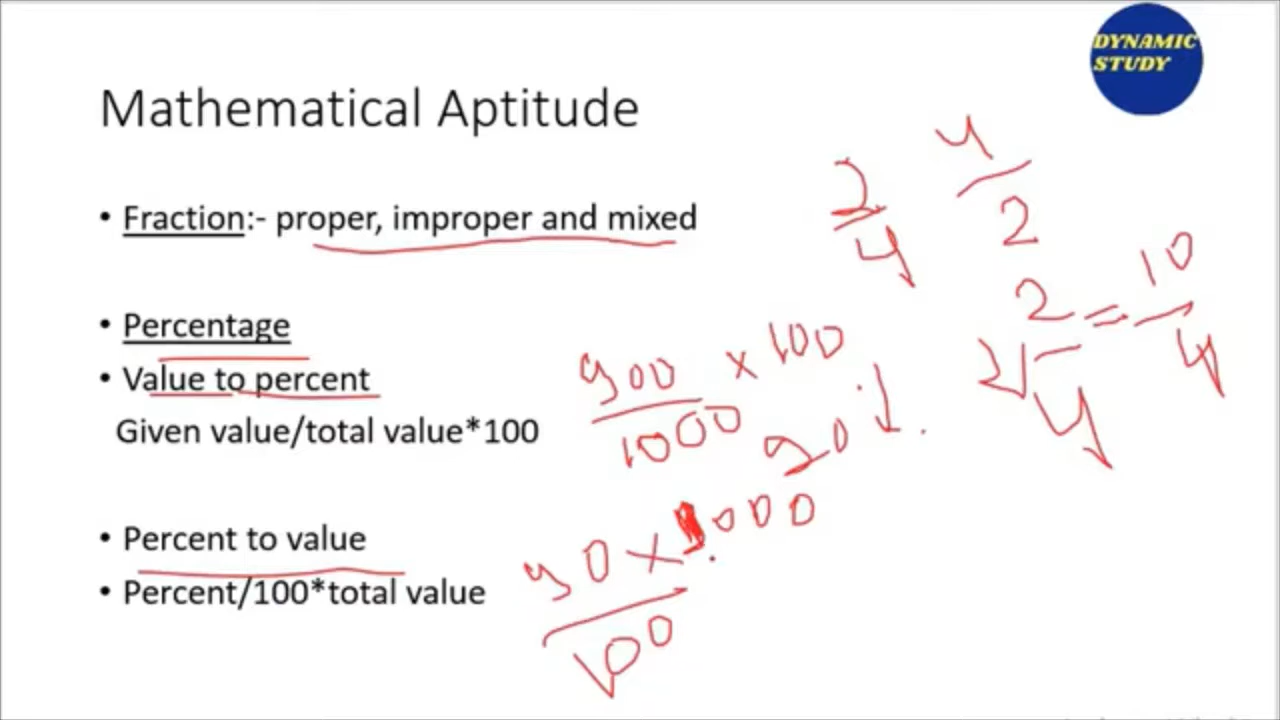 DYNAMIC
STUDY
Mathematical Aptitude
• Fraction:- proper, improper and mixed
2/4
4/2
2 2/4 = 10/4
• Percentage
• Value to percent
Given value/total value*100
900/1000 x 100
90%
• Percent to value
• Percent/100*total value
90 x 1000
100